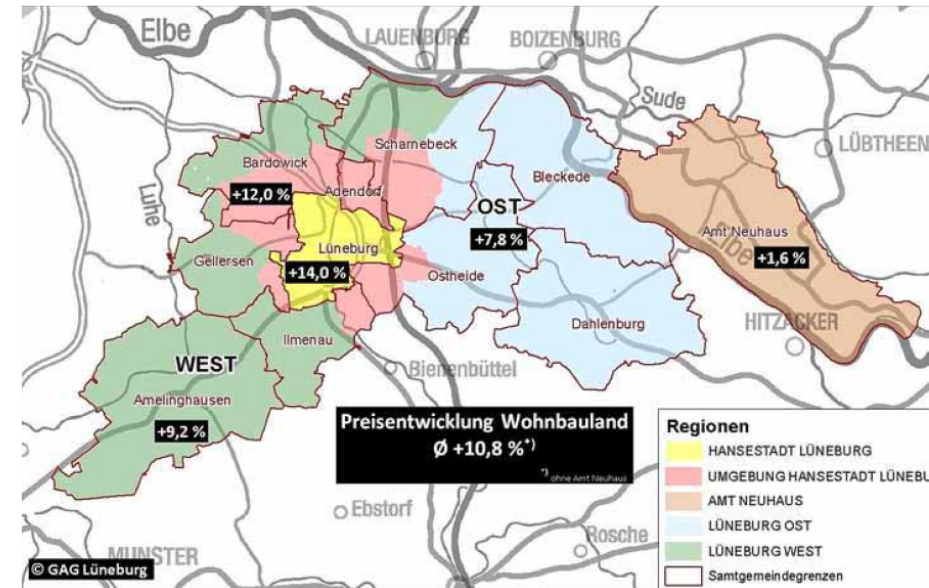 Elbe
LAUENBURG
BOIZENBURG
Sude
LÜBTHEEN
Luhe
Bardowick
Scharnebeck
+12,0 %
Adendorf
Bleckede
OST
+7,8 %
Amt Neuhaus
Elbe
+1,6 %
Gellersen
Lüneburg
+14,0 %
Ostheide
Dahlenburg
HITZACKER
Ilmenau
WEST
Bienenbüttel
Amelinghausen
+9,2 %
Preisentwicklung Wohnbauland
Ø +10,8 %*)
*) ohne Amt Neuhaus
Ebstorf
Rosche
MUNSTER
© GAG Lüneburg
Regionen
HANSESTADT LÜNEBURG
UMGEBUNG HANSESTADT LÜNEBU
AMT NEUHAUS
LÜNEBURG OST
LÜNEBURG WEST
Samtgemeindegrenzen